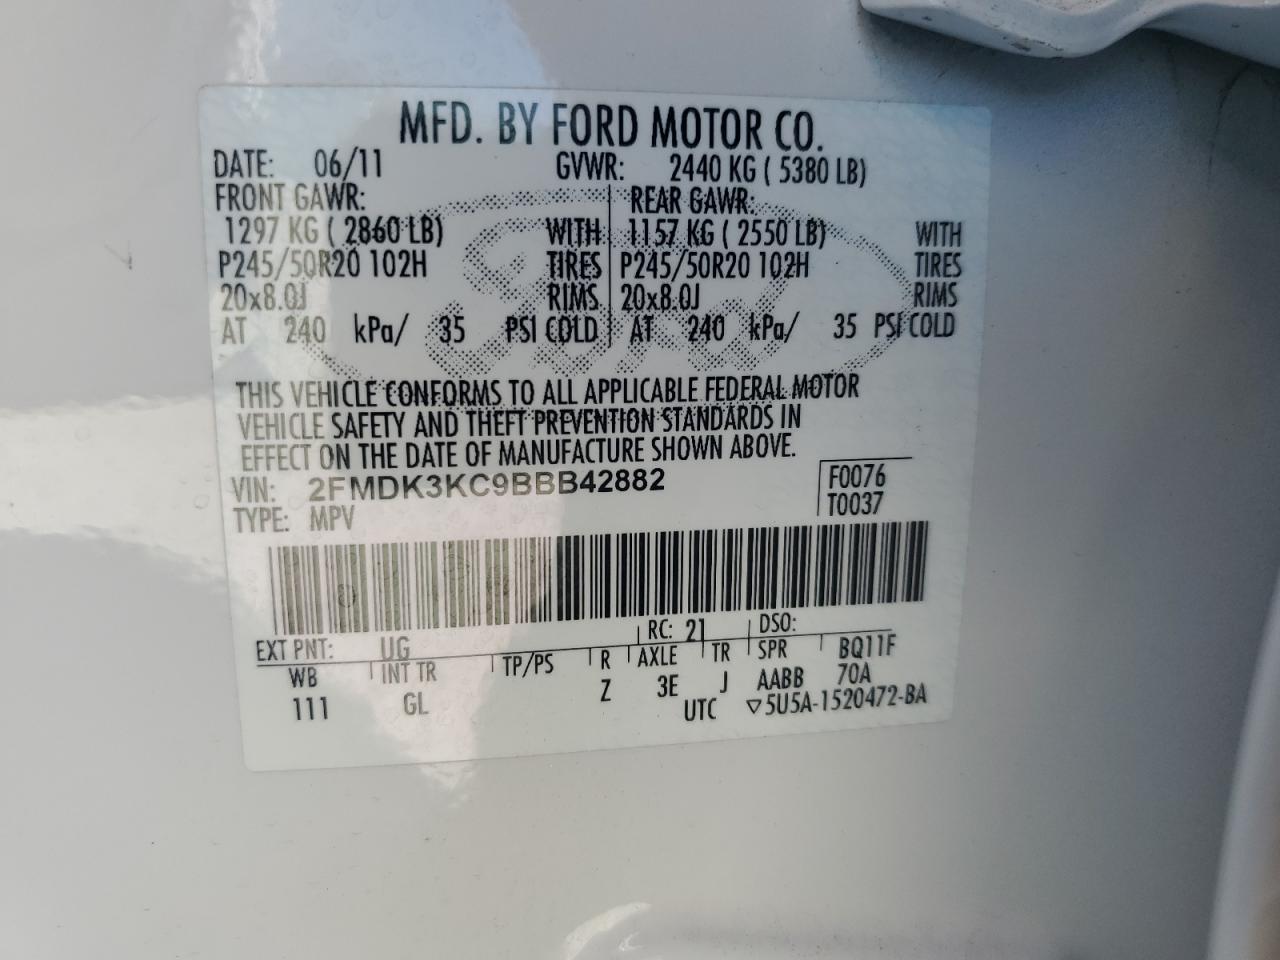 MFD. BY FORD MOTOR CO.
DATE: 06/11 GVWR: 2440 KG ( 5380 LB)
FRONT GAWR: REAR GAWR:
1297 KG ( 2860 LB) WITH 1157 KG ( 2550 LB) WITH
P245/50R20 102H TIRES P245/50R20 102H TIRES
20x8.0J RIMS 20x8.0J RIMS
AT 240 kPa/ 35 PSI COLD AT 240 kPa/ 35 PSI COLD
Ford
THIS VEHICLE CONFORMS TO ALL APPLICABLE FEDERAL MOTOR
VEHICLE SAFETY AND THEFT PREVENTION STANDARDS IN
EFFECT ON THE DATE OF MANUFACTURE SHOWN ABOVE.
VIN: 2FMDK3KC9BBB42882 F0076
TYPE: MPV T0037
EXT PNT: UG RC: 21 DSO:
WB INT TR TP/PS R AXLE TR SPR BQ11F
111 GL Z 3E J AABB 70A
UTC ▽5U5A-1520472-BA